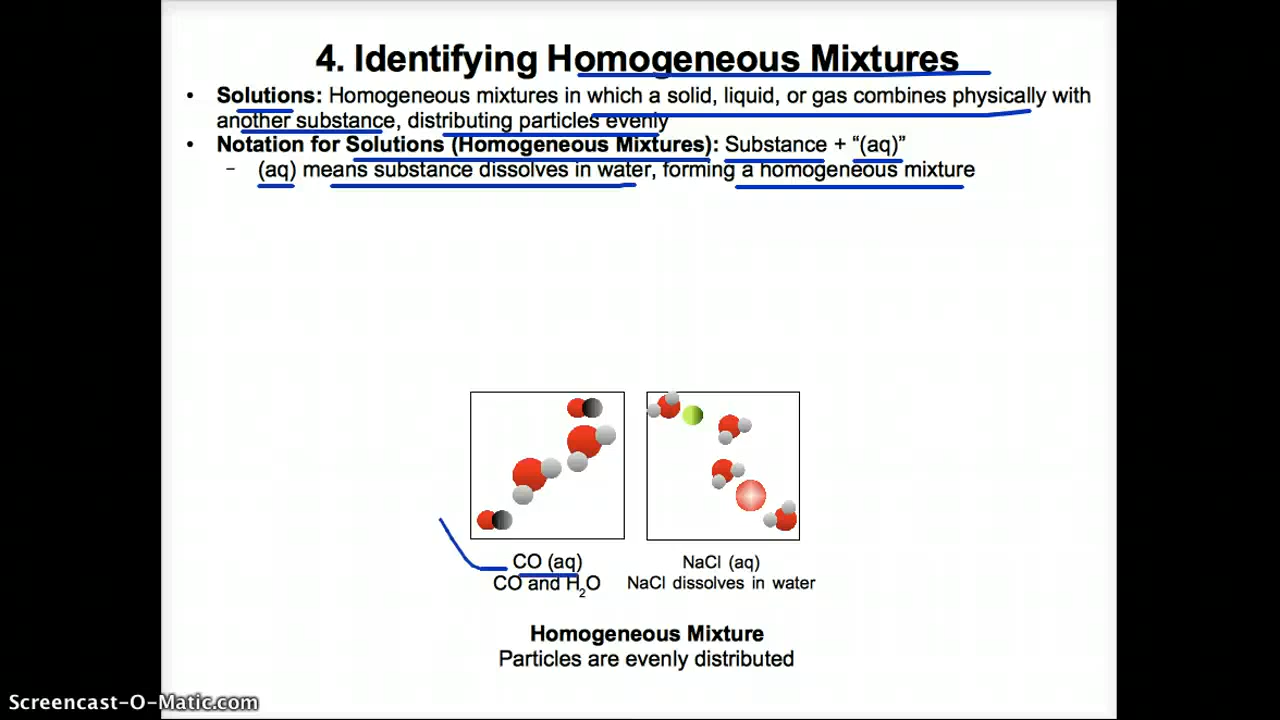 4. Identifying Homogeneous Mixtures
• Solutions: Homogeneous mixtures in which a solid, liquid, or gas combines physically with
another substance, distributing particles evenly
• Notation for Solutions (Homogeneous Mixtures): Substance + “(aq)”
– (aq) means substance dissolves in water, forming a homogeneous mixture
CO (aq)
CO and H₂O
NaCl (aq)
NaCl dissolves in water
Homogeneous Mixture
Particles are evenly distributed
Screencast-O-Matic.com